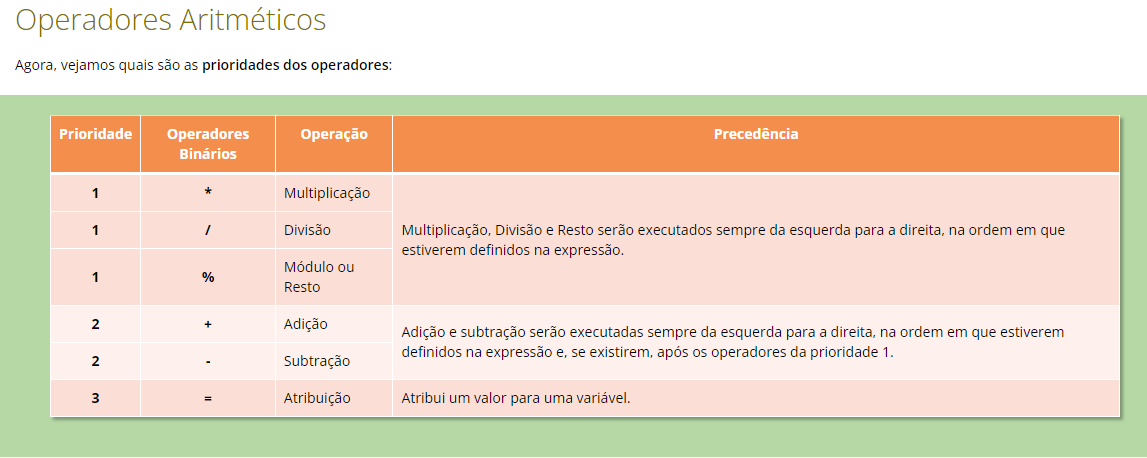 Operadores Aritméticos
Agora, vejamos quais são as prioridades dos operadores:
Prioridade
Operadores
Binários
Operação
Precedência
1
*
Multiplicação
1
/
Divisão
1
%
Módulo ou
Resto
Multiplicação, Divisão e Resto serão executados sempre da esquerda para a direita, na ordem em que
estiverem definidos na expressão.
2
+
Adição
2
-
Subtração
Adição e subtração serão executadas sempre da esquerda para a direita, na ordem em que estiverem
definidos na expressão e, se existirem, após os operadores da prioridade 1.
3
=
Atribuição
Atribui um valor para uma variável.